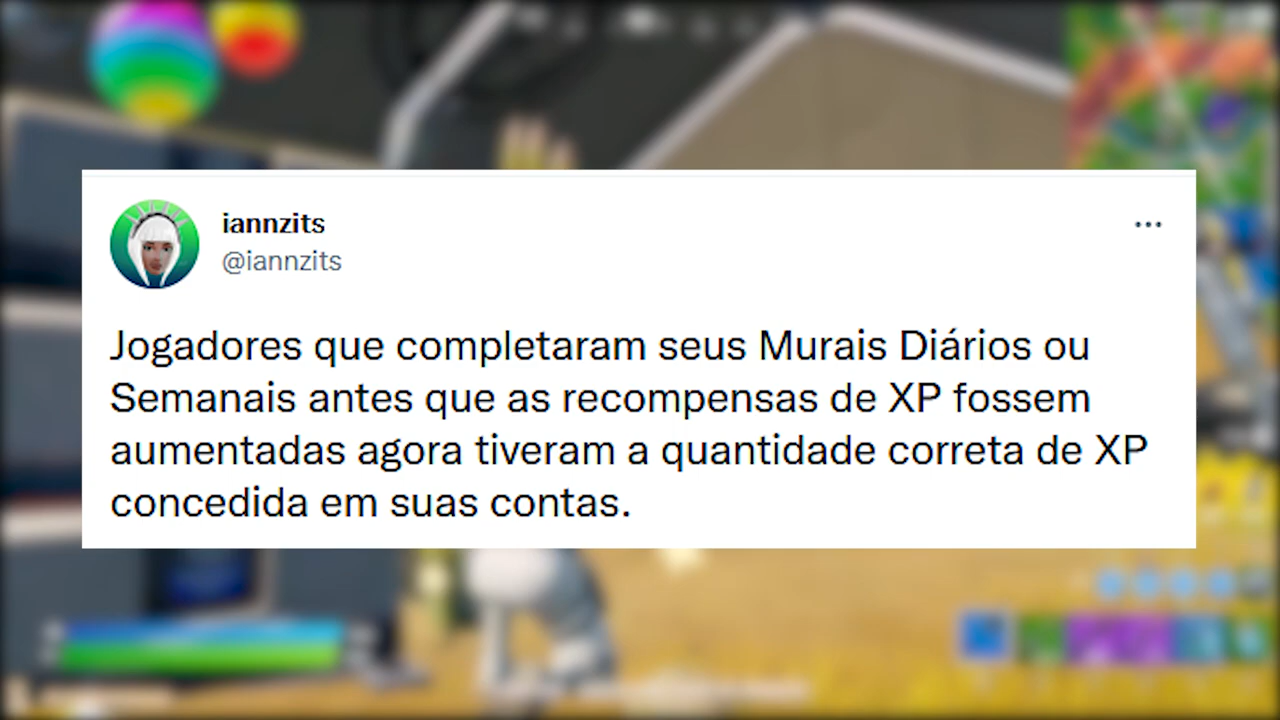 iannzits
@iannzits
Jogadores que completaram seus Murais Diários ou
Semanais antes que as recompensas de XP fossem
aumentadas agora tiveram a quantidade correta de XP
concedida em suas contas.